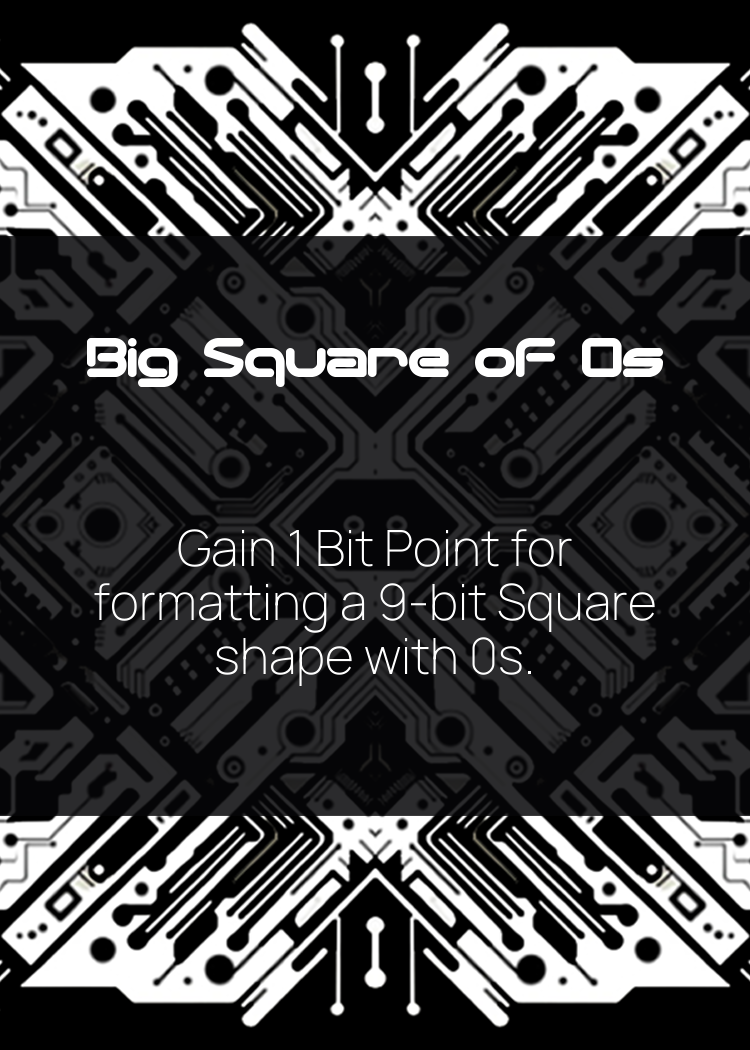 Big Square of 0s
Gain 1 Bit Point for
formatting a 9-bit Square
shape with 0s.